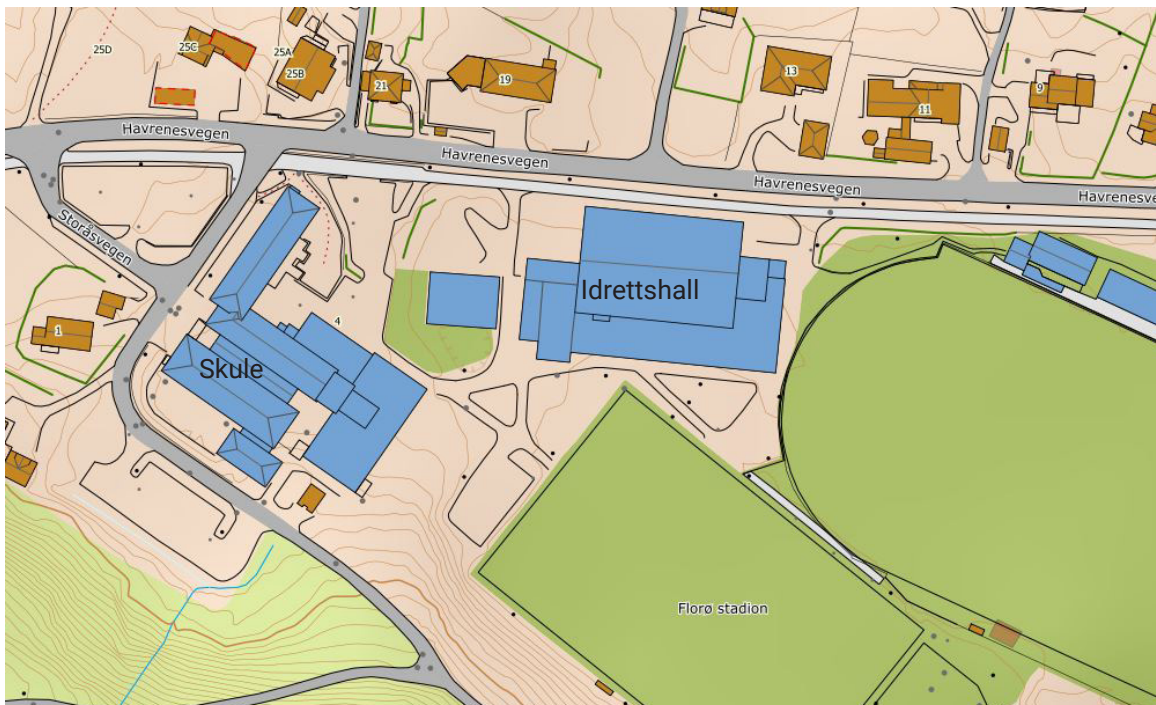 25D
25C
25A
25B
21
19
13
11
9
Havrenesvegen
Havrenesvegen
Havrenesvegen
Havrenesve
Storåsvegen
Idrettshall
1
4
Skule
Florø stadion